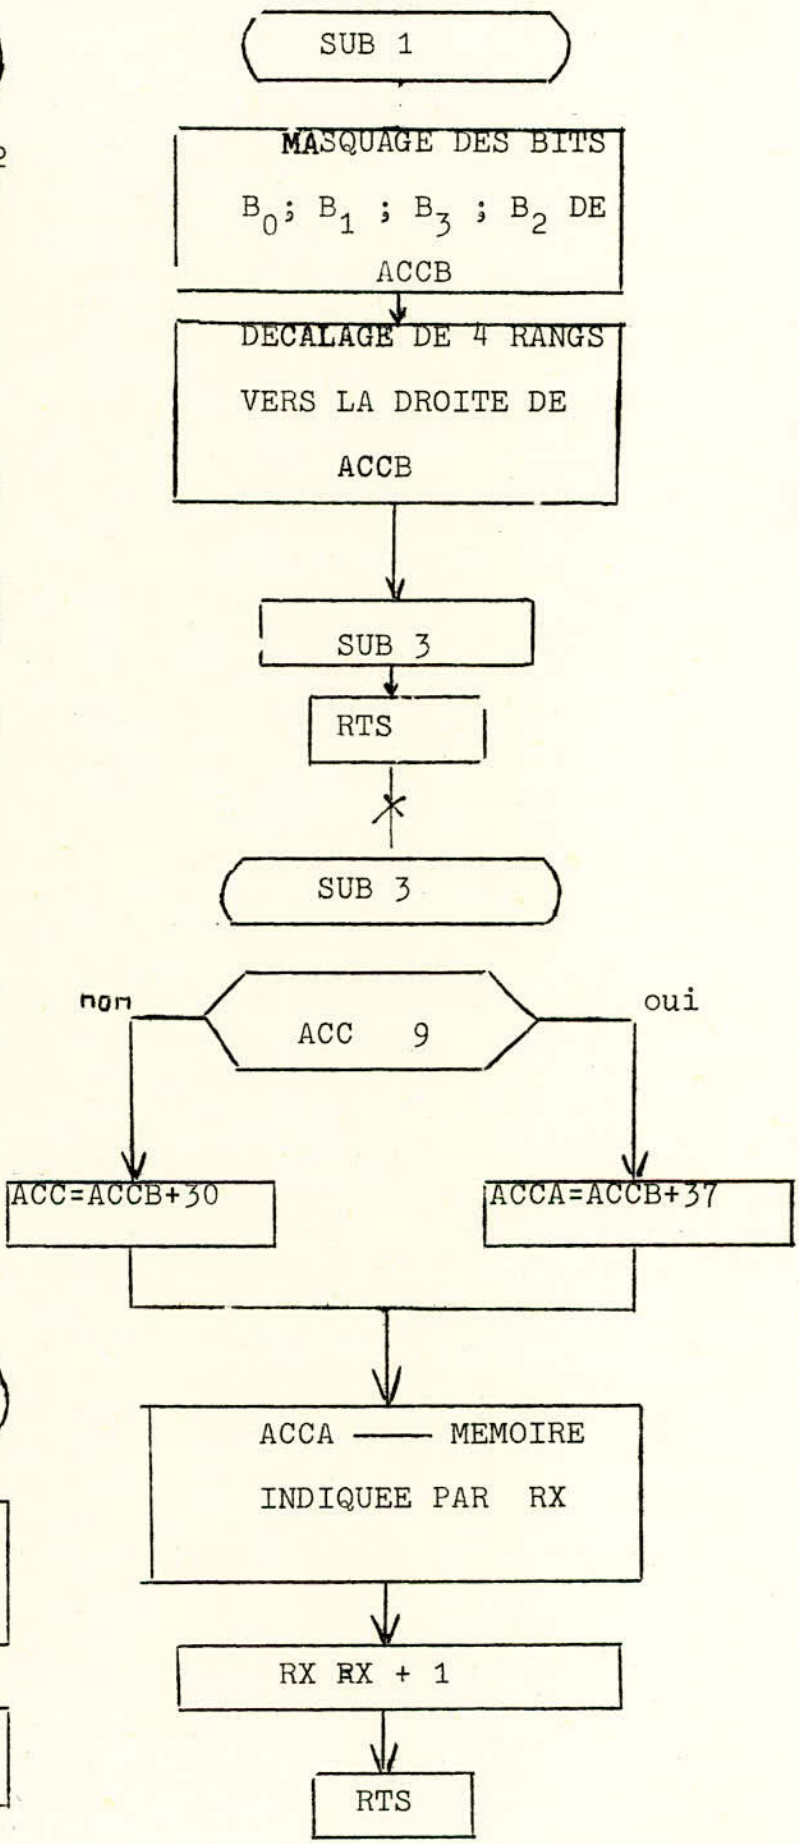 SUB 1
MASQUAGE DES BITS
B0; B1 ; B3 ; B2 DE
ACCB
DECALAGE DE 4 RANGS
VERS LA DROITE DE
ACCB
SUB 3
RTS
SUB 3
non
oui
ACC 9
ACC=ACCB+30
ACCA=ACCB+37
ACCA —— MEMOIRE
INDIQUEE PAR RX
RX RX + 1
RTS